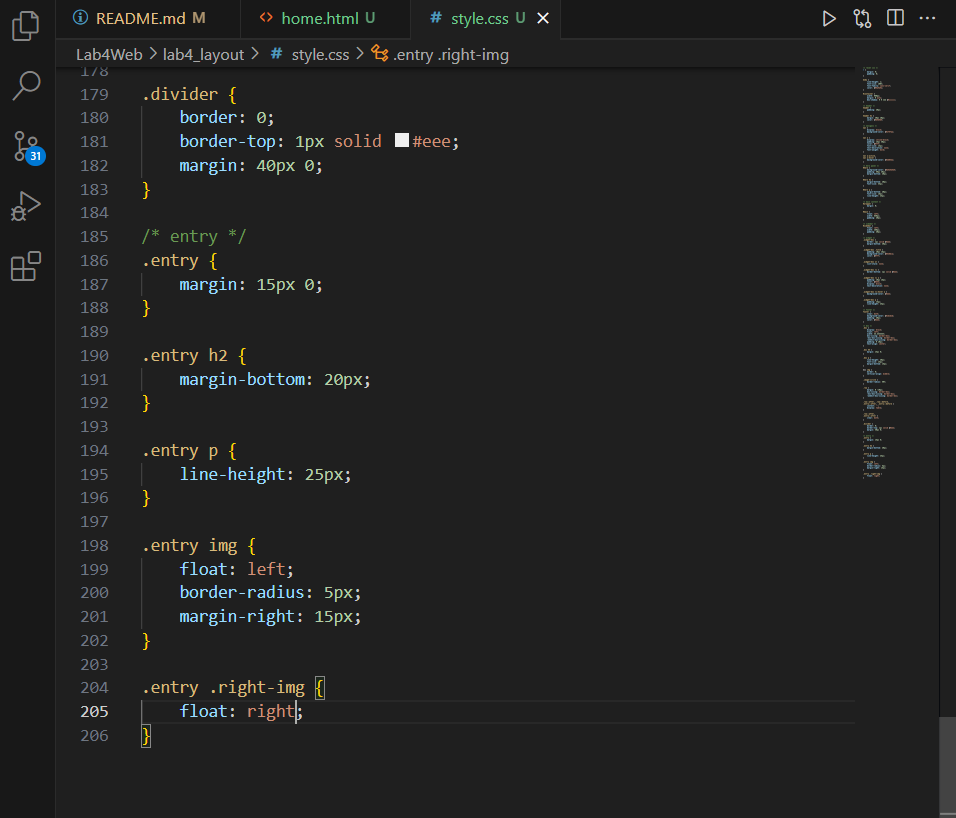 README.md M
home.html U
style.css U
Lab4Web > lab4_layout > # style.css > .entry .right-img
178
179 .divider {
180 border: 0;
181 border-top: 1px solid #eee;
182 margin: 40px 0;
183 }
184
185 /* entry */
186 .entry {
187 margin: 15px 0;
188 }
189
190 .entry h2 {
191 margin-bottom: 20px;
192 }
193
194 .entry p {
195 line-height: 25px;
196 }
197
198 .entry img {
199 float: left;
200 border-radius: 5px;
201 margin-right: 15px;
202 }
203
204 .entry .right-img {
205 float: right;
206 }
31